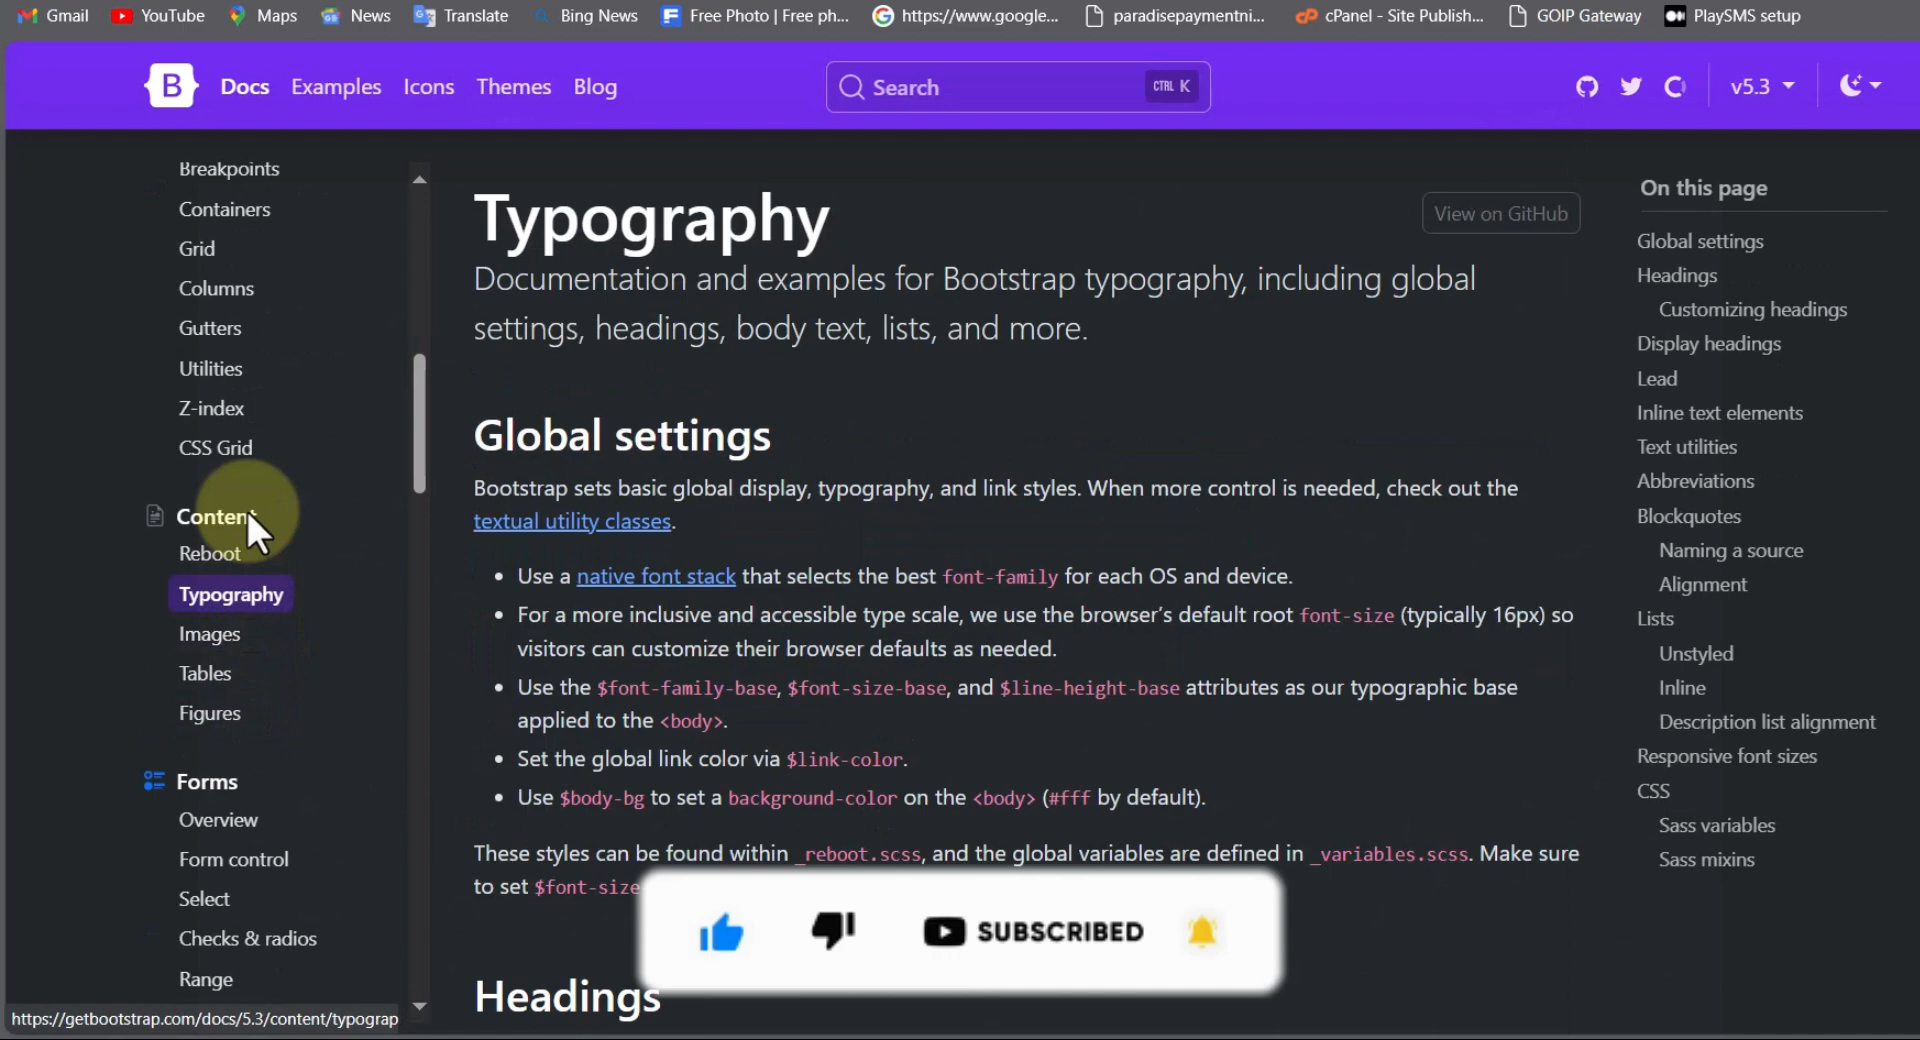 Gmail YouTube Maps News Translate Bing News Free Photo | Free ph... https://www.google... paradisepaymentni... cPanel - Site Publish... GOIP Gateway PlaySMS setup
B Docs Examples Icons Themes Blog Search CTRL K v5.3
Breakpoints
Containers
Grid
Columns
Gutters
Utilities
Z-index
CSS Grid
Content
Reboot
Typography
Images
Tables
Figures
Forms
Overview
Form control
Select
Checks & radios
Range
https://getbootstrap.com/docs/5.3/content/typograp
Typography
View on GitHub
Documentation and examples for Bootstrap typography, including global
settings, headings, body text, lists, and more.
Global settings
Bootstrap sets basic global display, typography, and link styles. When more control is needed, check out the
textual utility classes.
• Use a native font stack that selects the best font-family for each OS and device.
• For a more inclusive and accessible type scale, we use the browser’s default root font-size (typically 16px) so
visitors can customize their browser defaults as needed.
• Use the $font-family-base, $font-size-base, and $line-height-base attributes as our typographic base
applied to the <body>.
• Set the global link color via $link-color.
• Use $body-bg to set a background-color on the <body> (#fff by default).
These styles can be found within _reboot.scss, and the global variables are defined in _variables.scss. Make sure
to set $font-size
SUBSCRIBED
Headings
On this page
Global settings
Headings
Customizing headings
Display headings
Lead
Inline text elements
Text utilities
Abbreviations
Blockquotes
Naming a source
Alignment
Lists
Unstyled
Inline
Description list alignment
Responsive font sizes
CSS
Sass variables
Sass mixins